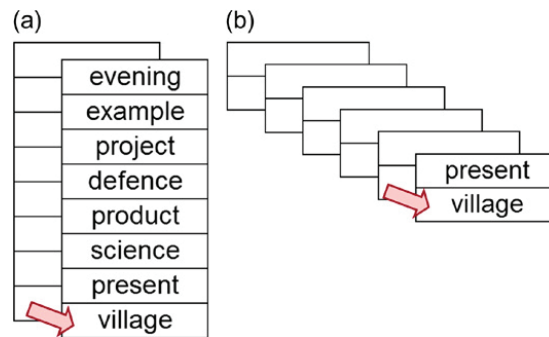 (a)
evening
example
project
defence
product
science
present
village
(b)
present
village